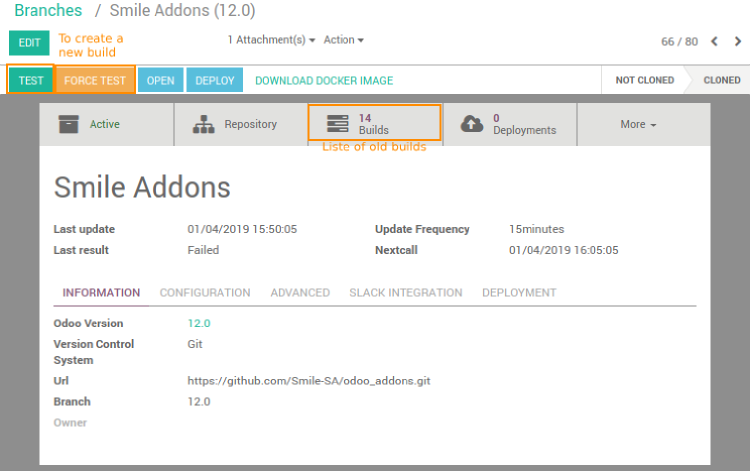 Branches / Smile Addons (12.0)
EDIT
To create a
new build
1 Attachment(s) Action
66 / 80
TEST FORCE TEST OPEN DEPLOY DOWNLOAD DOCKER IMAGE
NOT CLONED CLONED
Active
Repository
14
Builds
0
Deployments
More
Liste of old builds
Smile Addons
Last update 01/04/2019 15:50:05 Update Frequency 15minutes
Last result Failed Nextcall 01/04/2019 16:05:05
INFORMATION CONFIGURATION ADVANCED SLACK INTEGRATION DEPLOYMENT
Odoo Version 12.0
Version Control Git
System
Url https://github.com/Smile-SA/odoo_addons.git
Branch 12.0
Owner